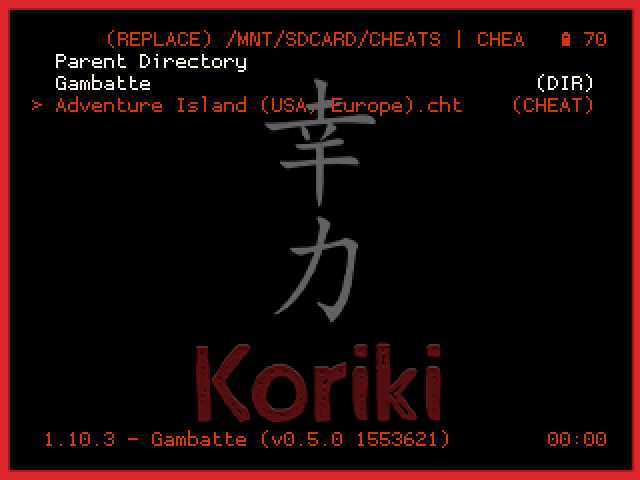 (REPLACE) /MNT/SDCARD/CHEATS | CHEA 70
Parent Directory
Gambatte (DIR)
> Adventure Island (USA, Europe).cht (CHEAT)
幸
力
Koriki
1.10.3 - Gambatte (v0.5.0 1553621) 00:00